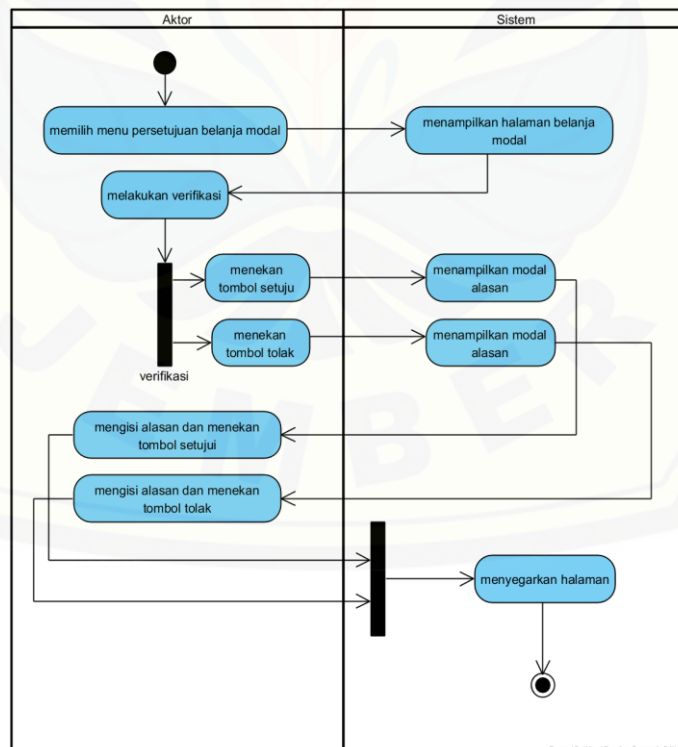 Aktor
Sistem
memilih menu persetujuan belanja modal
menampilkan halaman belanja
modal
melakukan verifikasi
menekan
tombol setuju
menampilkan modal
alasan
menekan
tombol tolak
menampilkan modal
alasan
verifikasi
mengisi alasan dan menekan
tombol setujui
mengisi alasan dan menekan
tombol tolak
menyegarkan halaman
JEMBER